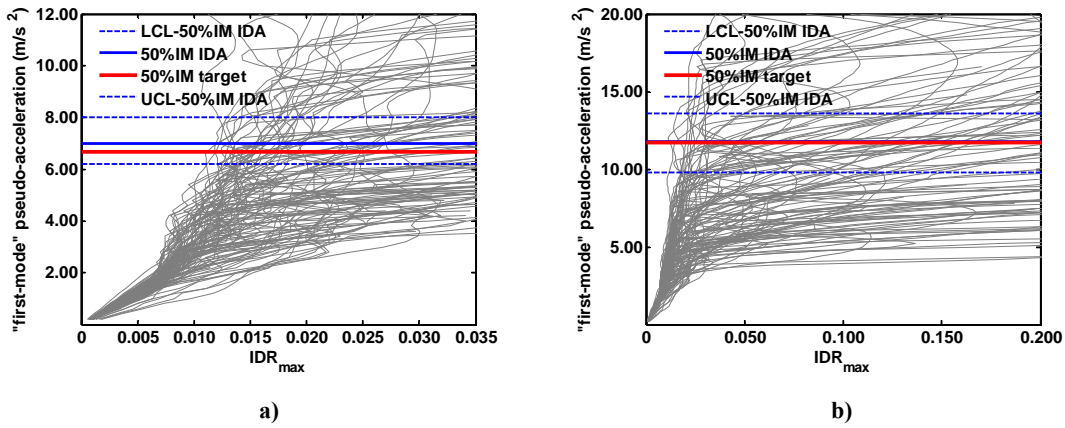 12.00
10.00
8.00
6.00
4.00
2.00
"first-mode" pseudo-acceleration (m/s 2)
LCL-50%IM IDA
50%IM IDA
50%IM target
UCL-50%IM IDA
0 0.005 0.010 0.015 0.020 0.025 0.030 0.035
IDRmax
a)
20.00
15.00
10.00
5.00
"first-mode" pseudo-acceleration (m/s 2)
LCL-50%IM IDA
50%IM IDA
50%IM target
UCL-50%IM IDA
0 0.050 0.100 0.150 0.200
IDRmax
b)